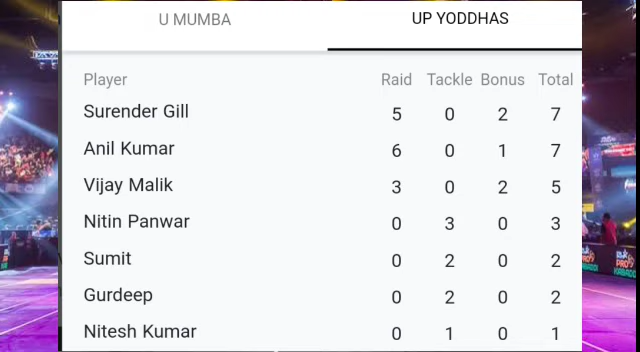 U MUMBA UP YODDHAS
Player Raid Tackle Bonus Total
Surender Gill 5 0 2 7
Anil Kumar 6 0 1 7
Vijay Malik 3 0 2 5
Nitin Panwar 0 3 0 3
Sumit 0 2 0 2
Gurdeep 0 2 0 2
Nitesh Kumar 0 1 0 1
PRO
KABADDI